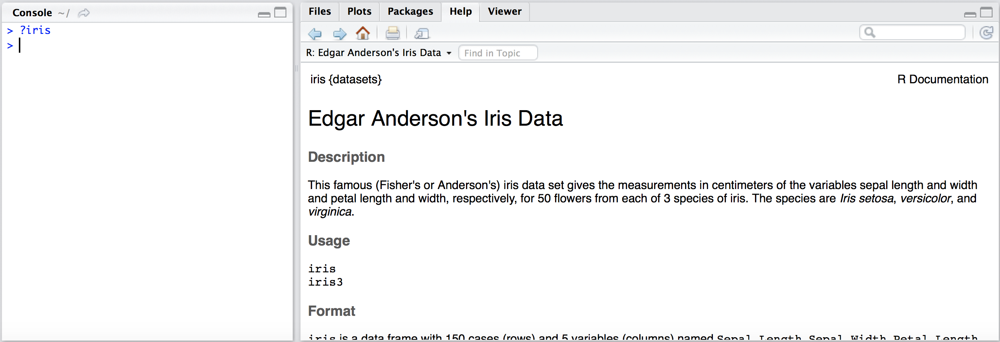 Console ~/
> ?iris
>
Files Plots Packages Help Viewer
R: Edgar Anderson's Iris Data Find in Topic
iris {datasets} R Documentation
Edgar Anderson's Iris Data
Description
This famous (Fisher's or Anderson's) iris data set gives the measurements in centimeters of the variables sepal length and width
and petal length and width, respectively, for 50 flowers from each of 3 species of iris. The species are Iris setosa, versicolor, and
virginica.
Usage
iris
iris3
Format
iris is a data frame with 150 cases (rows) and 5 variables (columns) named Sepal.Length, Sepal.Width, Petal.Length